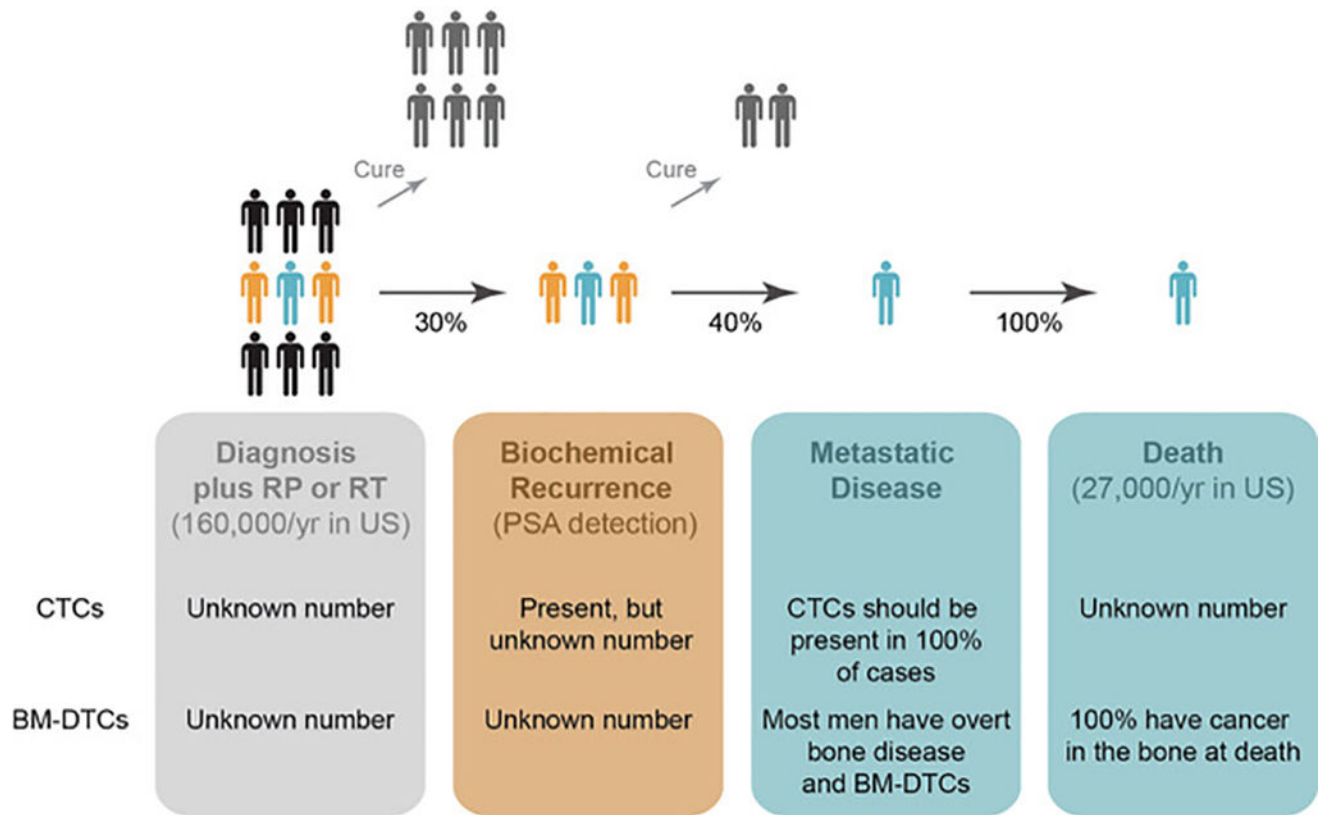 Cure
Cure
30%
40%
100%
Diagnosis
plus RP or RT
(160,000/yr in US)
Biochemical
Recurrence
(PSA detection)
Metastatic
Disease
Death
(27,000/yr in US)
CTCs
Unknown number
Present, but
unknown number
CTCs should be
present in 100%
of cases
Unknown number
BM-DTCs
Unknown number
Unknown number
Most men have overt
bone disease
and BM-DTCs
100% have cancer
in the bone at death